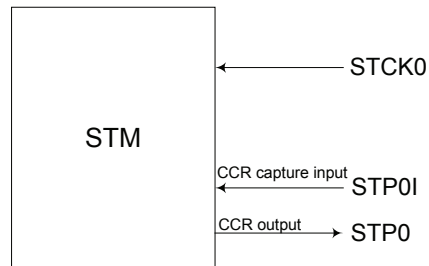 STCK0
STM
CCR capture input
STP0I
CCR output
STP0